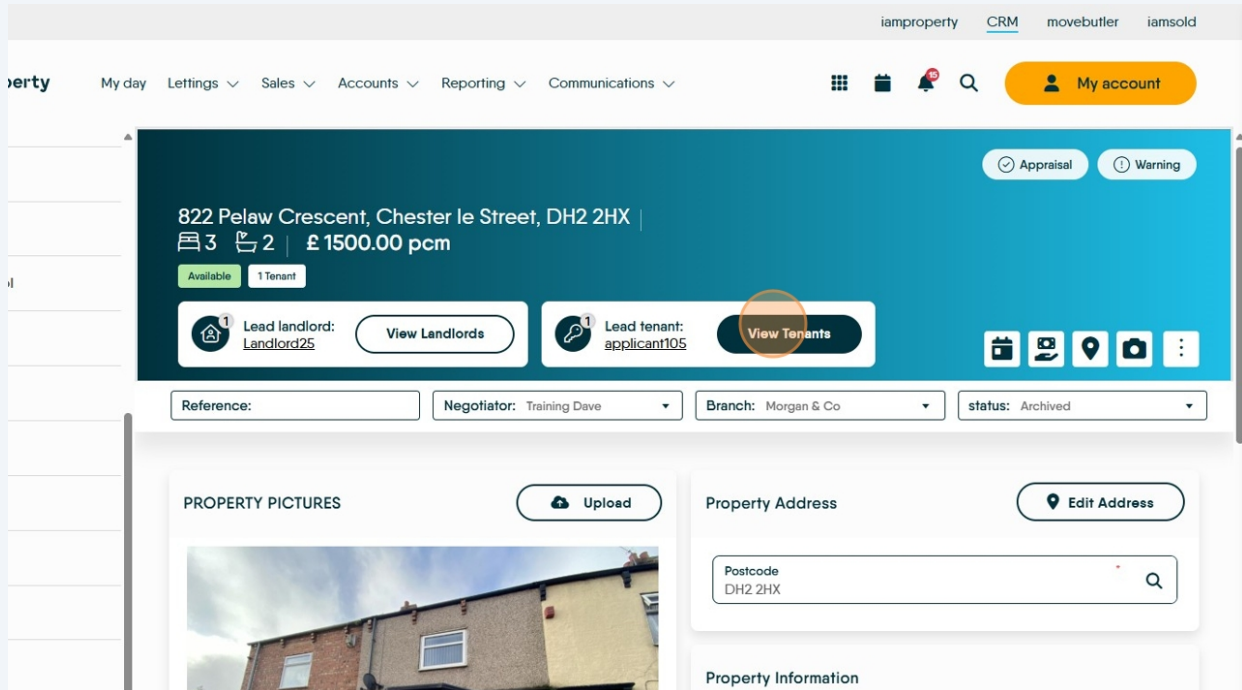 iamproperty CRM movebutler iamsold
perty My day Lettings Sales Accounts Reporting Communications 15 My account
Appraisal Warning
822 Pelaw Crescent, Chester le Street, DH2 2HX
3 2 £ 1500.00 pcm
Available 1 Tenant
1 Lead landlord: View Landlords 1 Lead tenant: View Tenants
Landlord25 applicant105
Reference: Negotiator: Training Dave Branch: Morgan & Co status: Archived
PROPERTY PICTURES Upload Property Address Edit Address
Postcode
DH2 2HX
Property Information